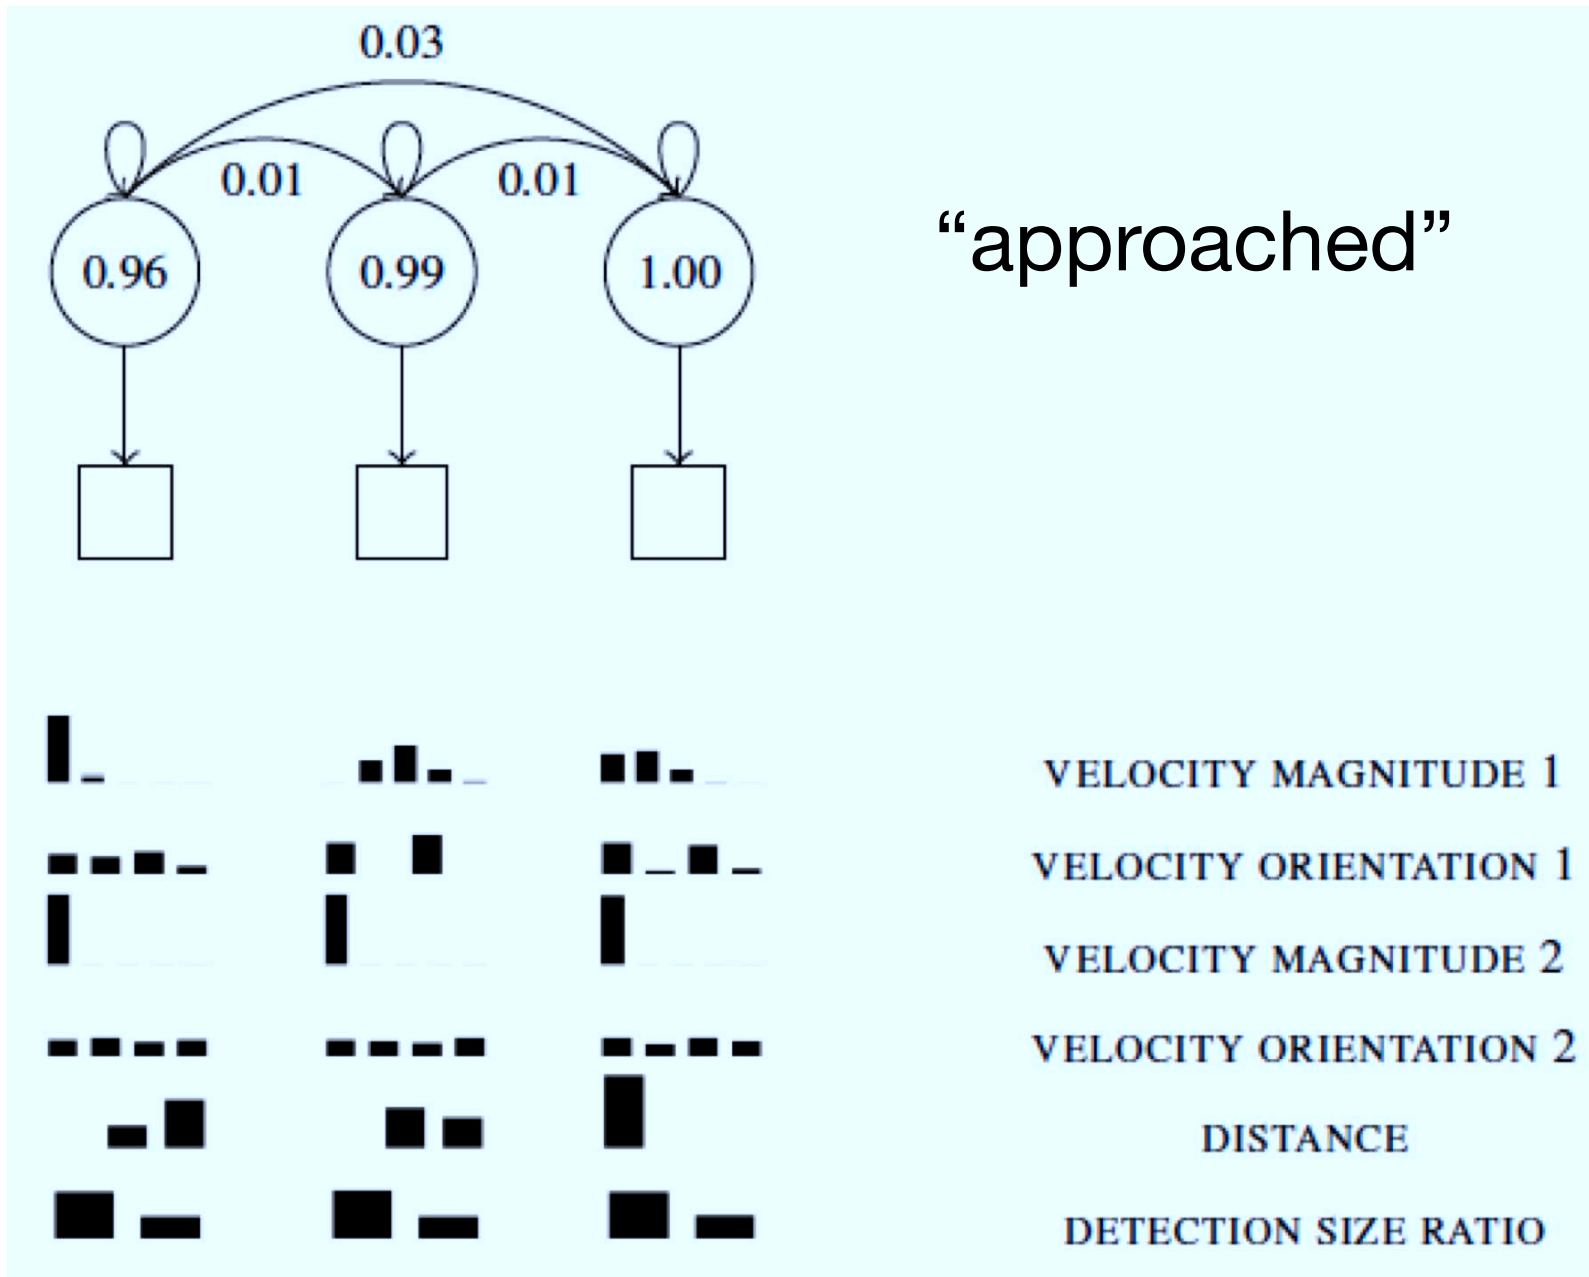 0.03
0.01
0.01
0.96
0.99
1.00
“approached”
VELOCITY MAGNITUDE 1
VELOCITY ORIENTATION 1
VELOCITY MAGNITUDE 2
VELOCITY ORIENTATION 2
DISTANCE
DETECTION SIZE RATIO